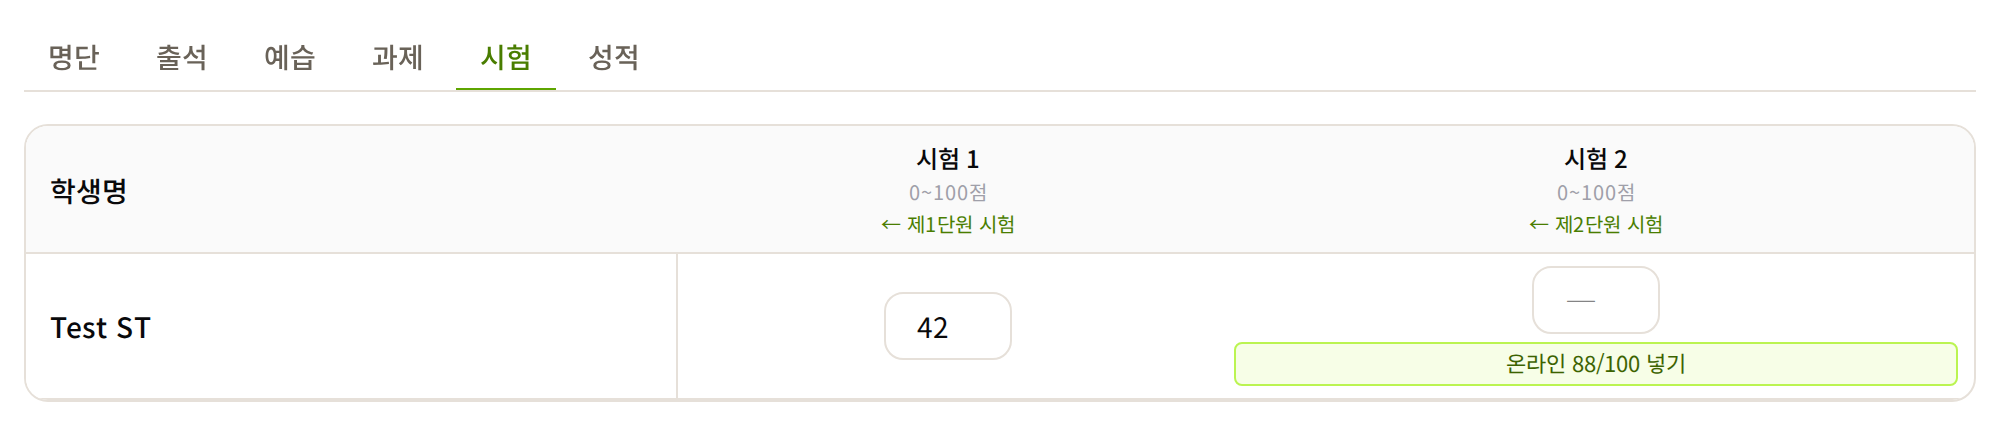 명단 출석 예습 과제 시험 성적
학생명
시험 1
0~100점
← 제1단원 시험
시험 2
0~100점
← 제2단원 시험
Test ST
42
—
온라인 88/100 넣기